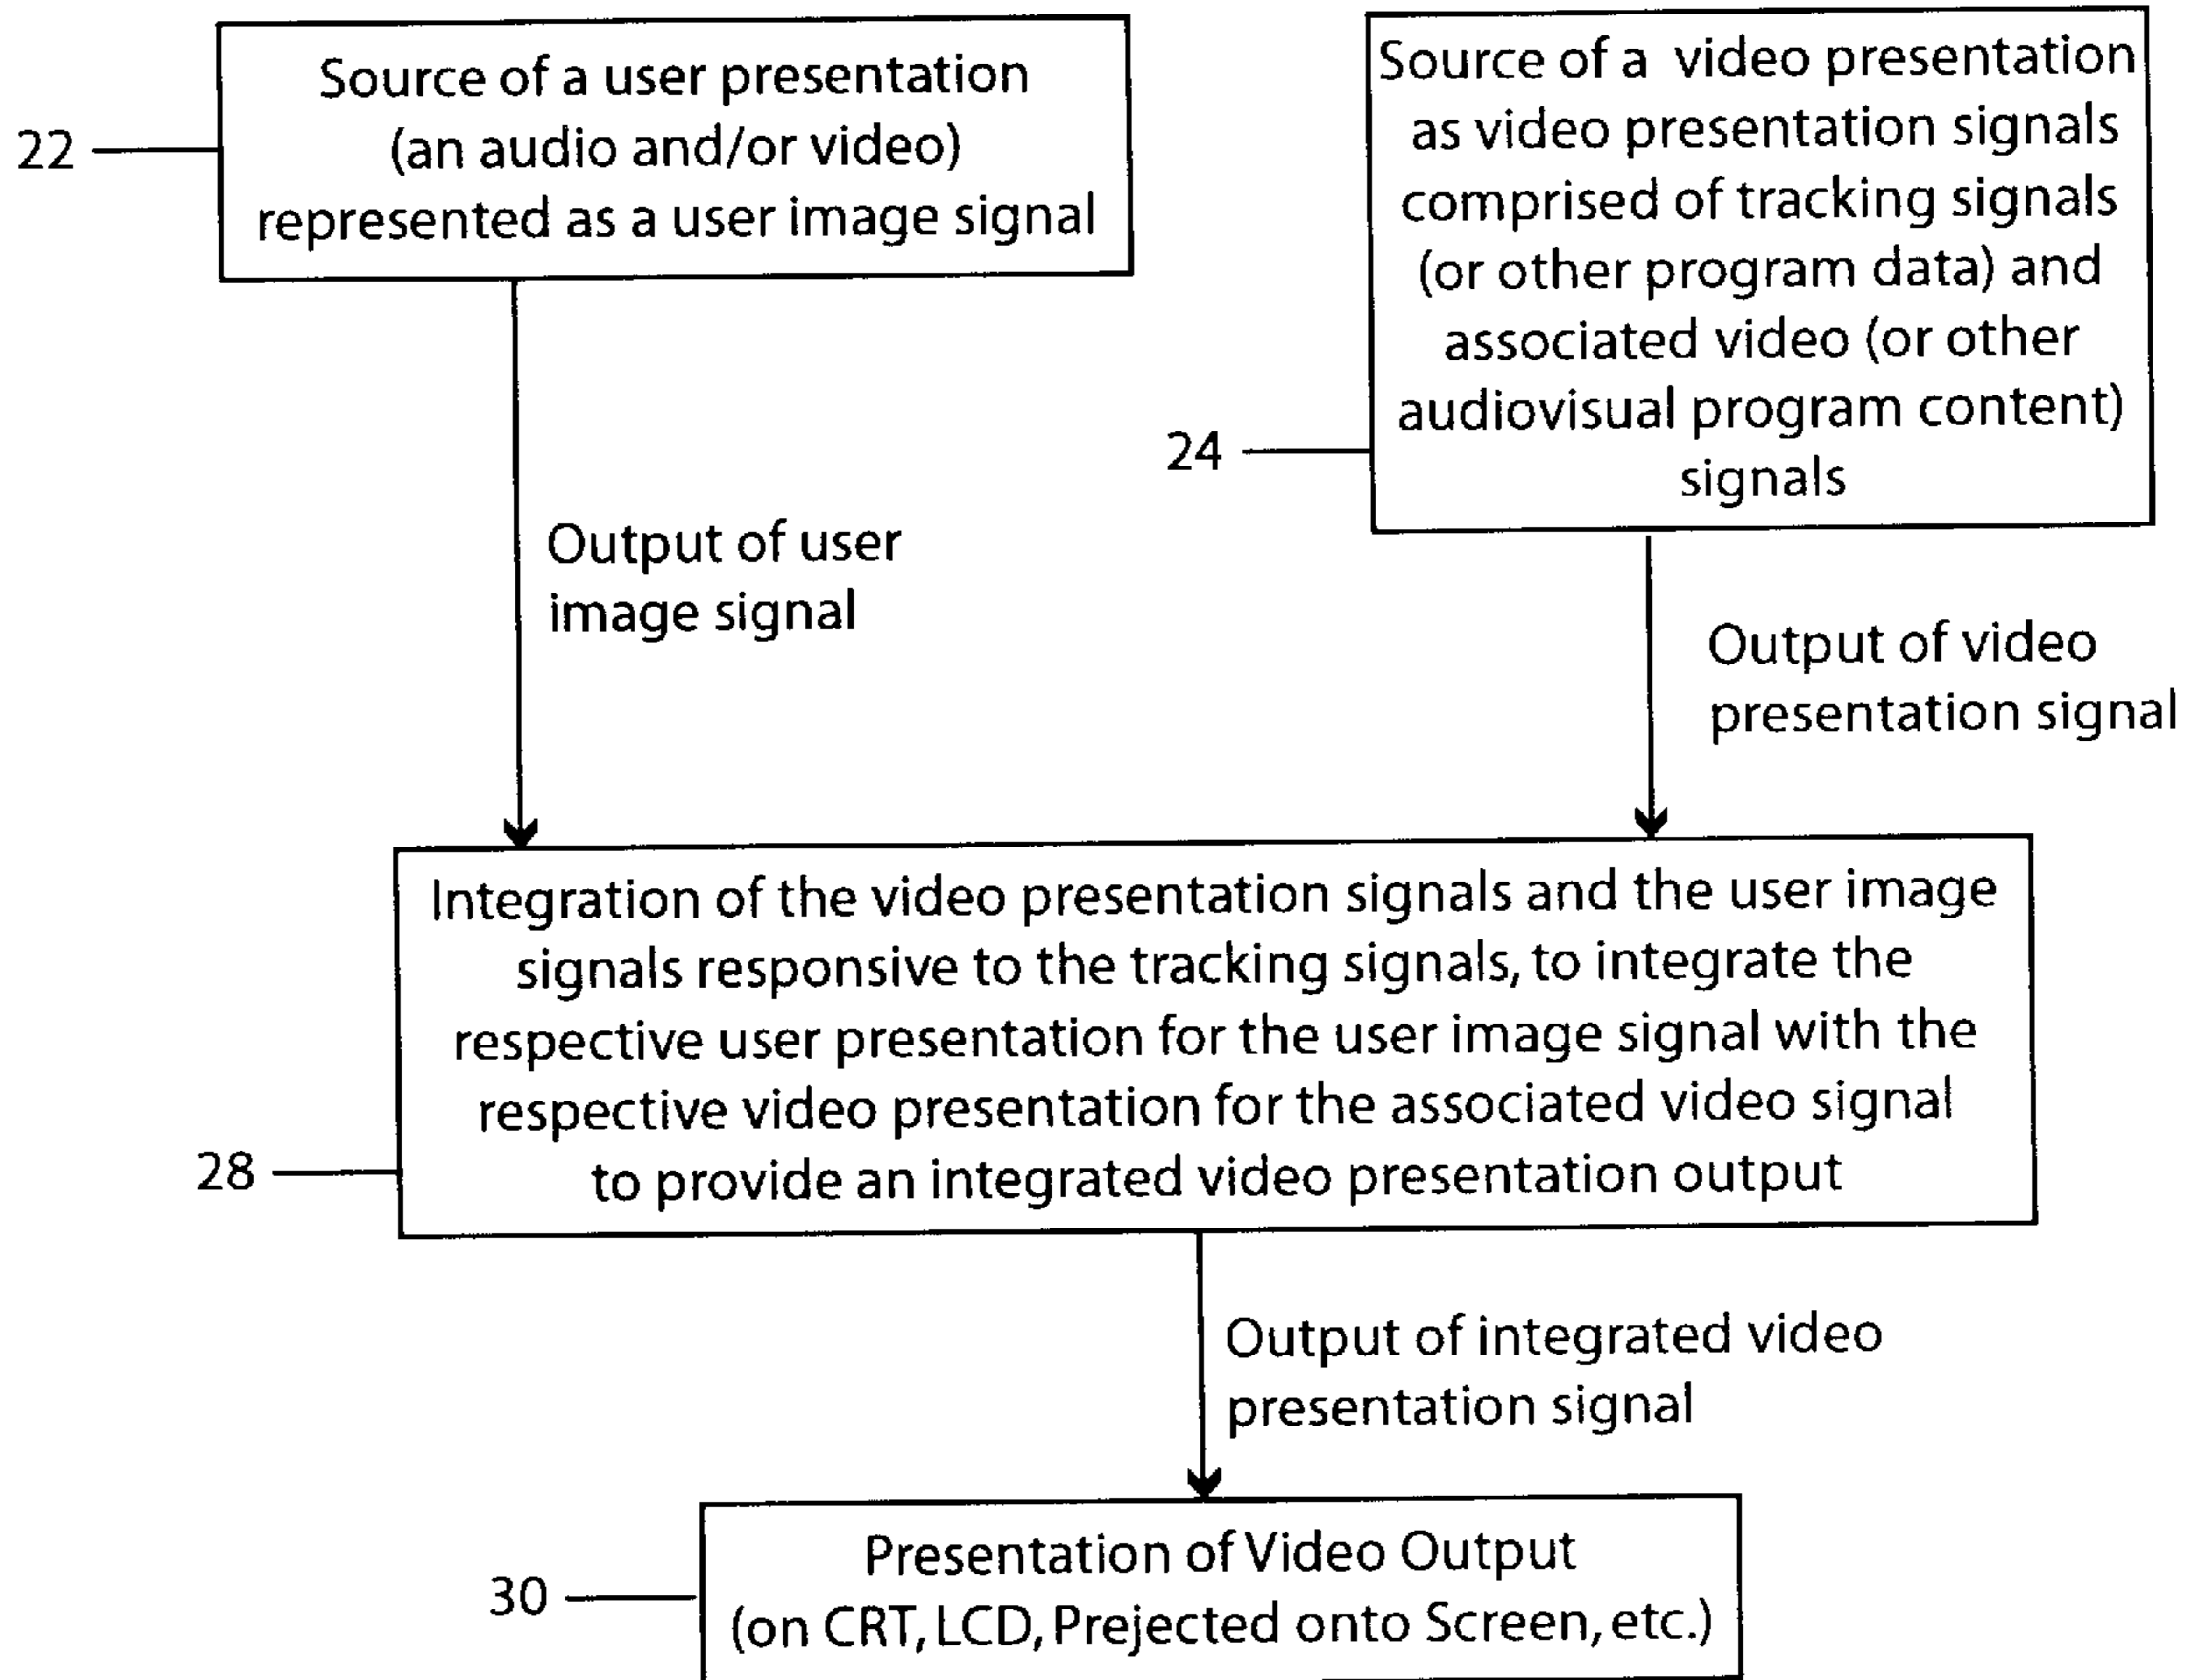 Source of a user presentation
(an audio and/or video)
represented as a user image signal
22
Source of a video presentation
as video presentation signals
comprised of tracking signals
(or other program data) and
associated video (or other
audiovisual program content)
signals
24
Output of user
image signal
Output of video
presentation signal
Integration of the video presentation signals and the user image
signals responsive to the tracking signals, to integrate the
respective user presentation for the user image signal with the
respective video presentation for the associated video signal
to provide an integrated video presentation output
28
Output of integrated video
presentation signal
Presentation of Video Output
(on CRT, LCD, Prejected onto Screen, etc.)
30